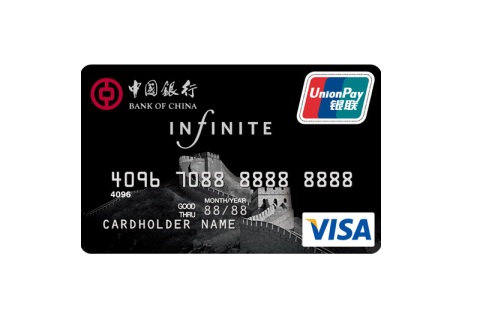 中国银行
BANK OF CHINA
UnionPay
银联
INfINITE
4096 7088 8888 8888
4096
MONTH/YEAR
GOOD THRU 88/88
CARDHOLDER NAME
VISA